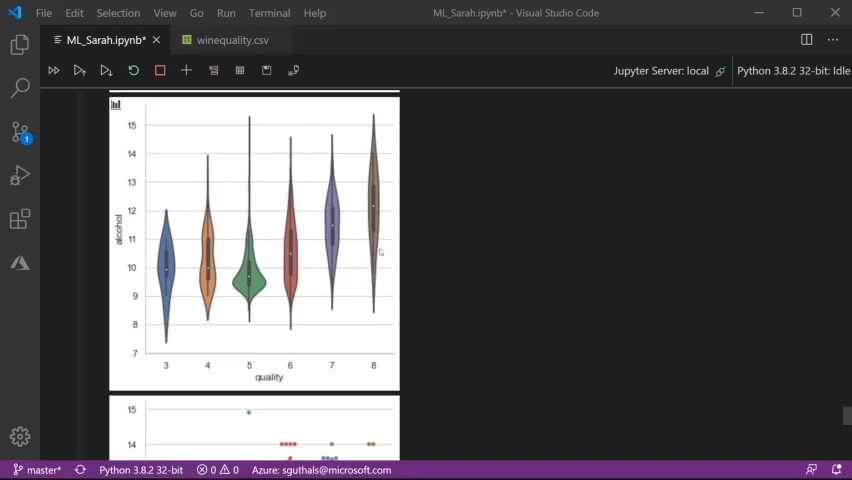 File Edit Selection View Go Run Terminal Help ML_Sarah.ipynb* - Visual Studio Code
ML_Sarah.ipynb* winequality.csv
Jupyter Server: local Python 3.8.2 32-bit: Idle
15
14
13
12
11
10
9
8
7
alcohol
3 4 5 6 7 8
quality
15
14
1
master* Python 3.8.2 32-bit 0 0 Azure: sguthals@microsoft.com